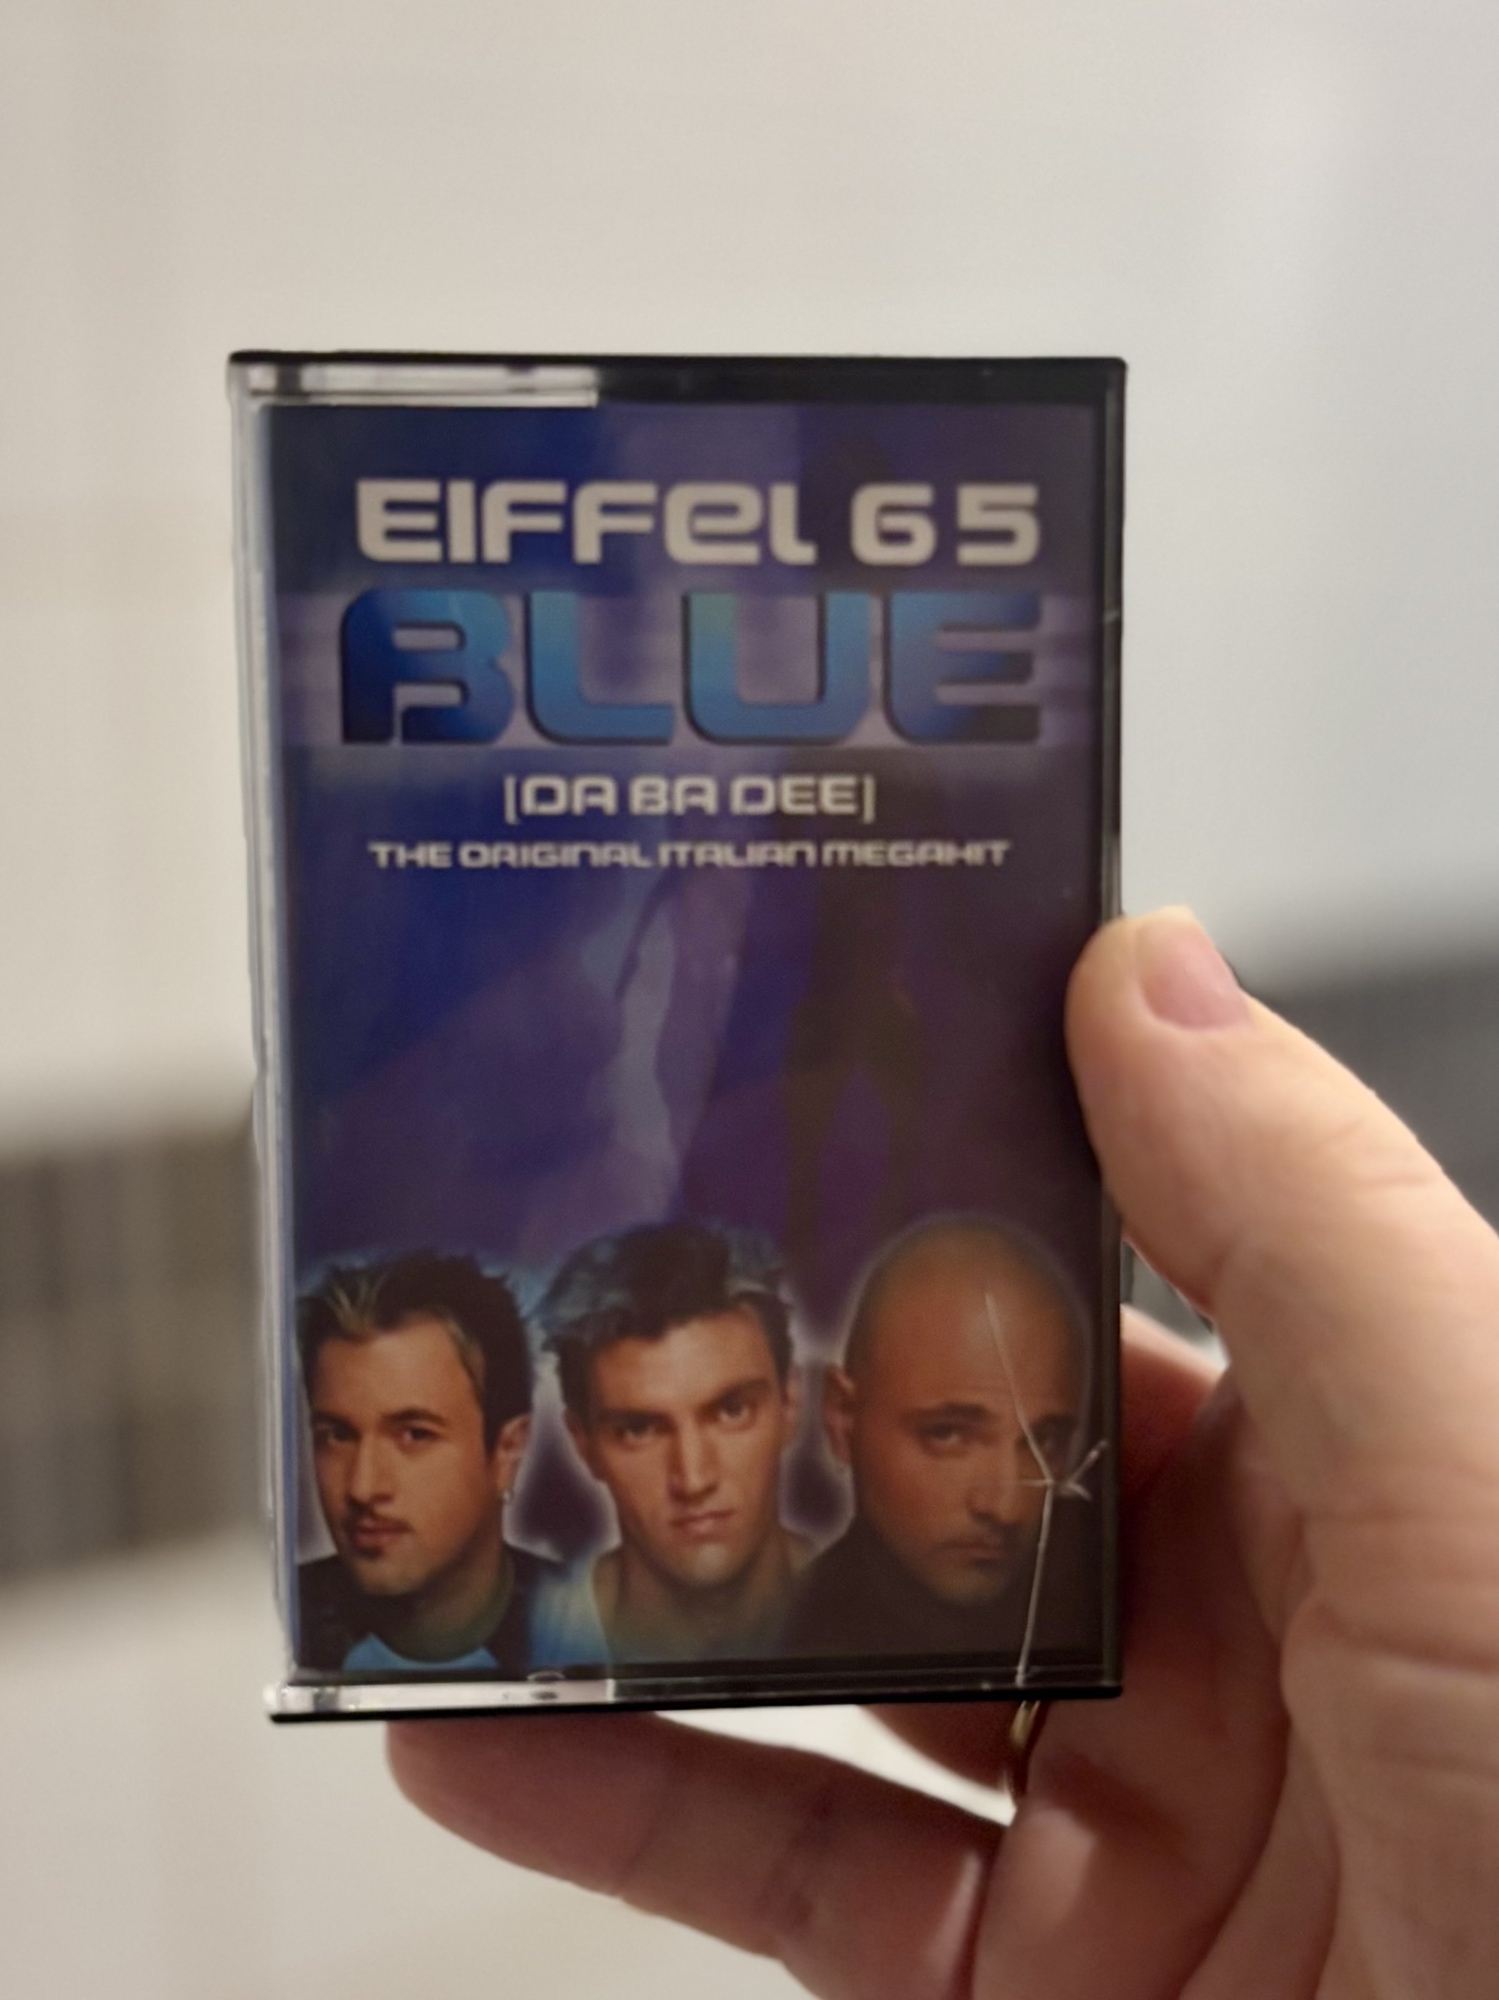 EIFFEL 65
BLUE
[DA BA DEE]
THE ORIGINAL ITALIAN MEGAHIT